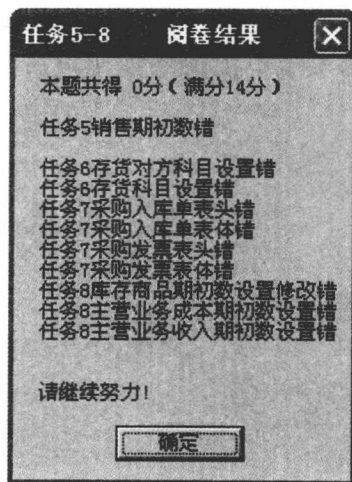 任务5-8 阅卷结果
本题共得 0分(满分14分)
任务5销售期初数错
任务6存货对方科目设置错
任务6存货科目设置错
任务7采购入库单表头错
任务7采购入库单表体错
任务7采购发票表头错
任务7采购发票表体错
任务8库存商品期初数设置修改错
任务8主营业务成本期初数设置错
任务8主营业务收入期初数设置错
请继续努力!
确定